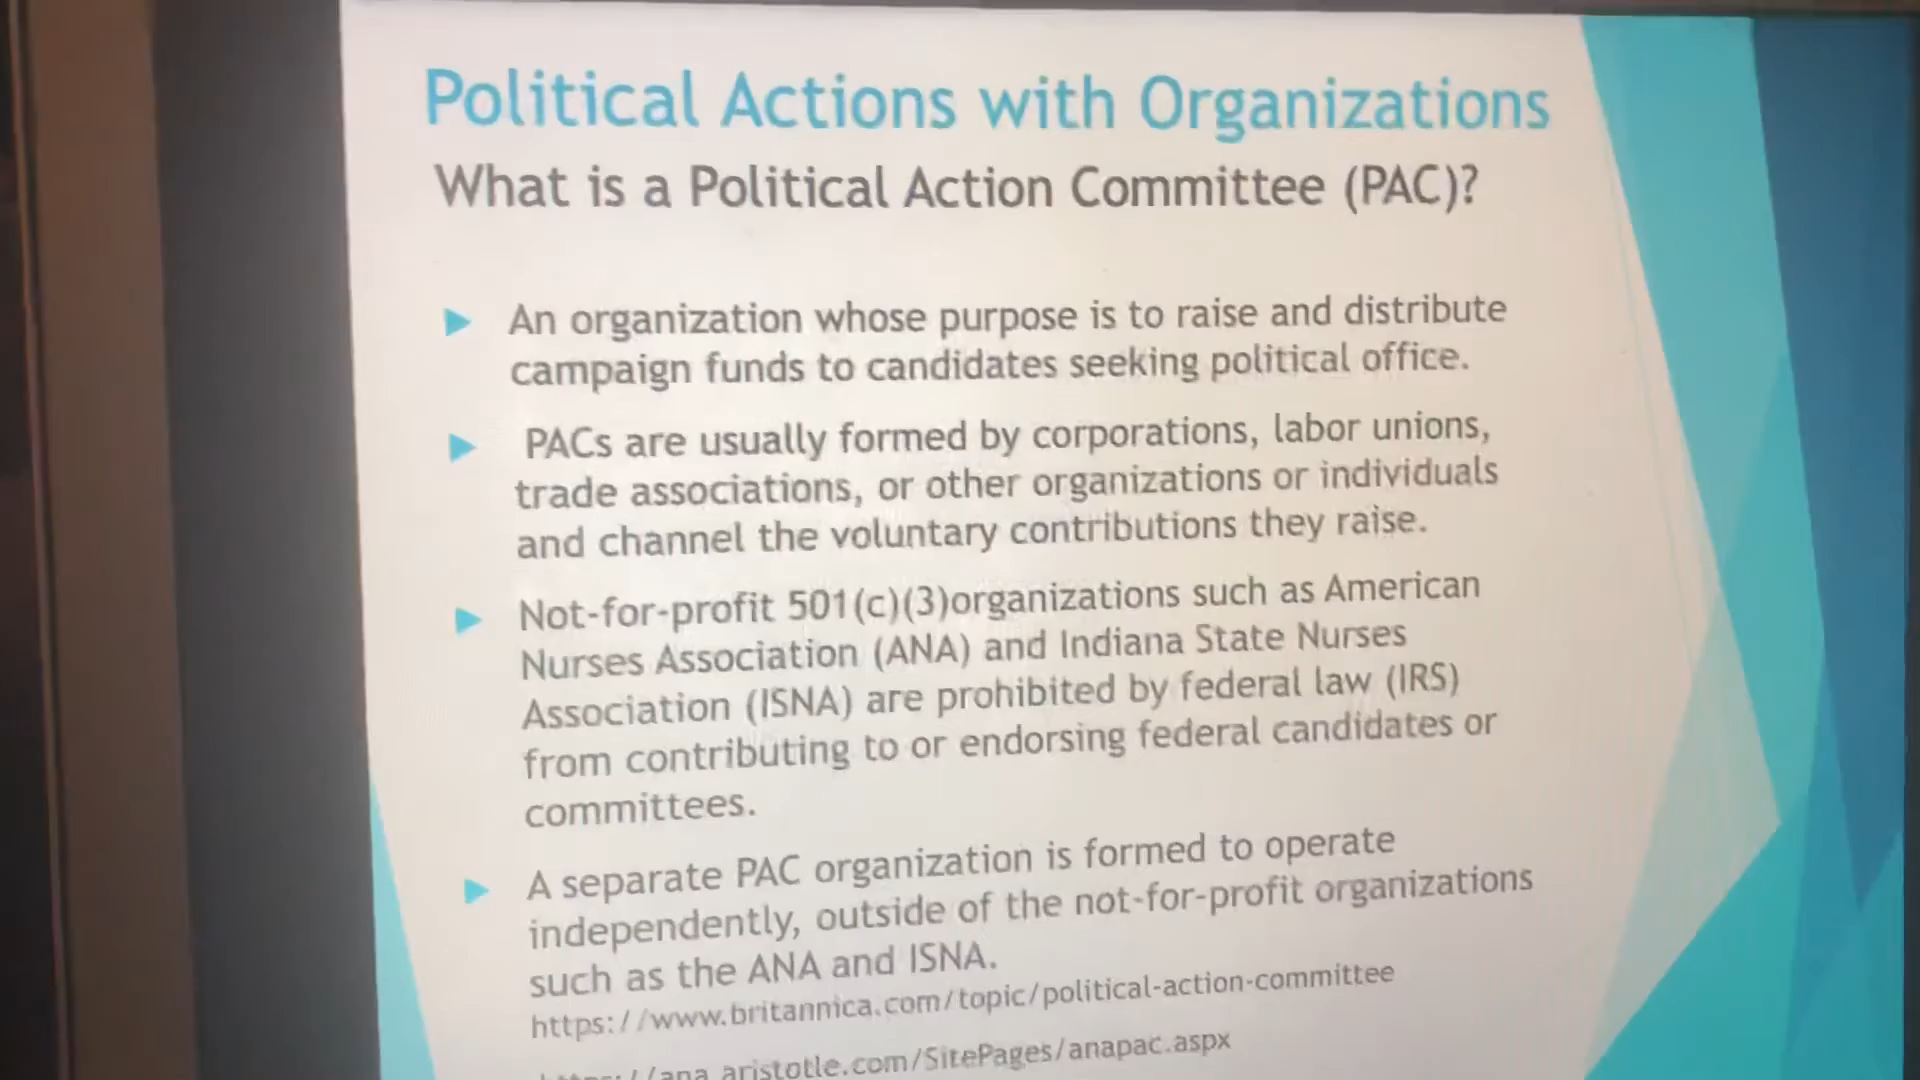 Political Actions with Organizations
What is a Political Action Committee (PAC)?
► An organization whose purpose is to raise and distribute
campaign funds to candidates seeking political office.
► PACs are usually formed by corporations, labor unions,
trade associations, or other organizations or individuals
and channel the voluntary contributions they raise.
► Not-for-profit 501(c)(3)organizations such as American
Nurses Association (ANA) and Indiana State Nurses
Association (ISNA) are prohibited by federal law (IRS)
from contributing to or endorsing federal candidates or
committees.
► A separate PAC organization is formed to operate
independently, outside of the not-for-profit organizations
such as the ANA and ISNA.
https://www.britannica.com/topic/political-action-committee
https://ana.aristotle.com/SitePages/anapac.aspx